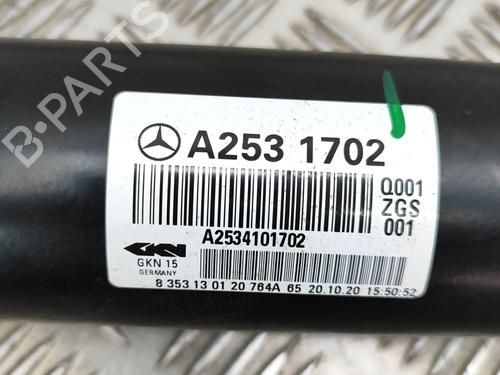 B-PARTS
A253 1702
Q001
ZGS
001
A2534101702
GKN
GKN 15
GERMANY
8 353 13 01 20 764A 65 20.10.20 15:50:52